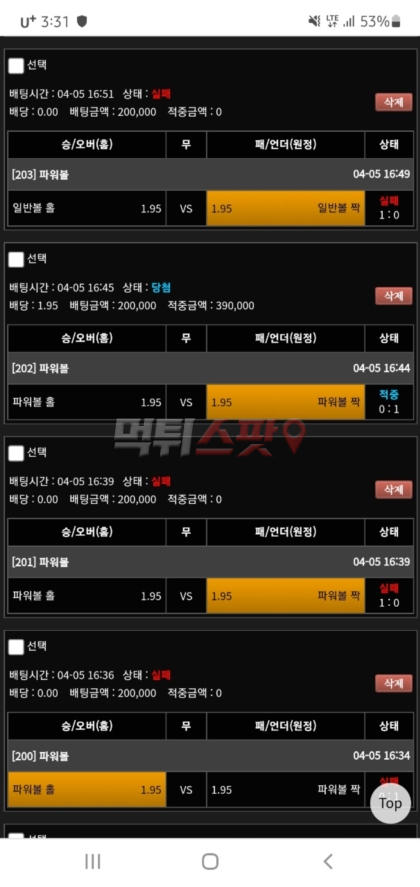 U+ 3:31 LTE 53%
선택
배팅시간 : 04-05 16:51 상태 : 실패
배당 : 0.00 배팅금액 : 200,000 적중금액 : 0
삭제
승/오버(홈) 무 패/언더(원정) 상태
[203] 파워볼 04-05 16:49
일반볼 홀 1.95 VS 1.95 일반볼 짝 실패
1 : 0
선택
배팅시간 : 04-05 16:45 상태 : 당첨
배당 : 1.95 배팅금액 : 200,000 적중금액 : 390,000
삭제
승/오버(홈) 무 패/언더(원정) 상태
[202] 파워볼 04-05 16:44
파워볼 홀 1.95 VS 1.95 파워볼 짝 적중
0 : 1
먹튀스팟
선택
배팅시간 : 04-05 16:39 상태 : 실패
배당 : 0.00 배팅금액 : 200,000 적중금액 : 0
삭제
승/오버(홈) 무 패/언더(원정) 상태
[201] 파워볼 04-05 16:39
파워볼 홀 1.95 VS 1.95 파워볼 짝 실패
1 : 0
선택
배팅시간 : 04-05 16:36 상태 : 실패
배당 : 0.00 배팅금액 : 200,000 적중금액 : 0
삭제
승/오버(홈) 무 패/언더(원정) 상태
[200] 파워볼 04-05 16:34
파워볼 홀 1.95 VS 1.95 파워볼 짝 실패
Top